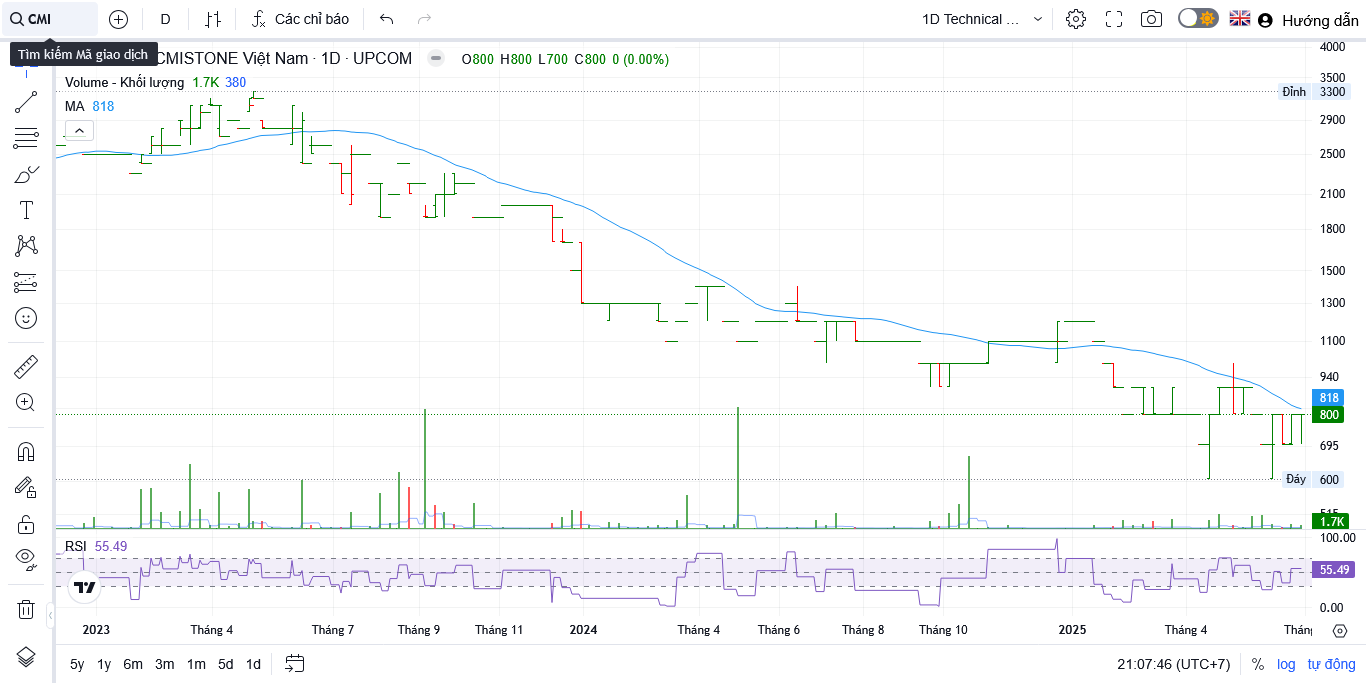 CMI D Các chỉ báo 1D Technical ... Hướng dẫn
Tìm kiếm Mã giao dịch
CMISTONE Việt Nam · 1D · UPCOM O800 H800 L700 C800 0 (0.00%)
Volume - Khối lượng 1.7K 380
MA 818
4000
3500
Đỉnh 3300
2900
2500
2100
1800
1500
1300
1100
940
818
800
695
Đáy 600
1.7K
RSI 55.49
100.00
55.49
0.00
2023 Tháng 4 Tháng 7 Tháng 9 Tháng 11 2024 Tháng 4 Tháng 6 Tháng 8 Tháng 10 2025 Tháng 4
5y 1y 6m 3m 1m 5d 1d 21:07:46 (UTC+7) % log tự động